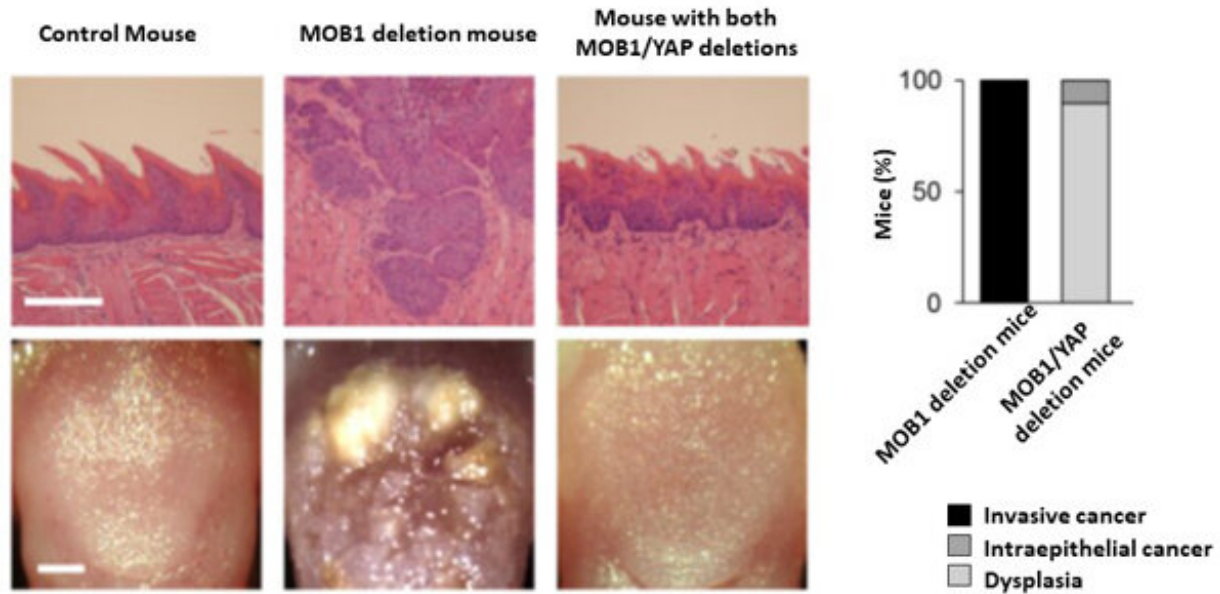 Control Mouse
MOB1 deletion mouse
Mouse with both
MOB1/YAP deletions
100
50
0
Mice (%)
MOB1 deletion mice
MOB1/YAP
deletion mice
Invasive cancer
Intraepithelial cancer
Dysplasia